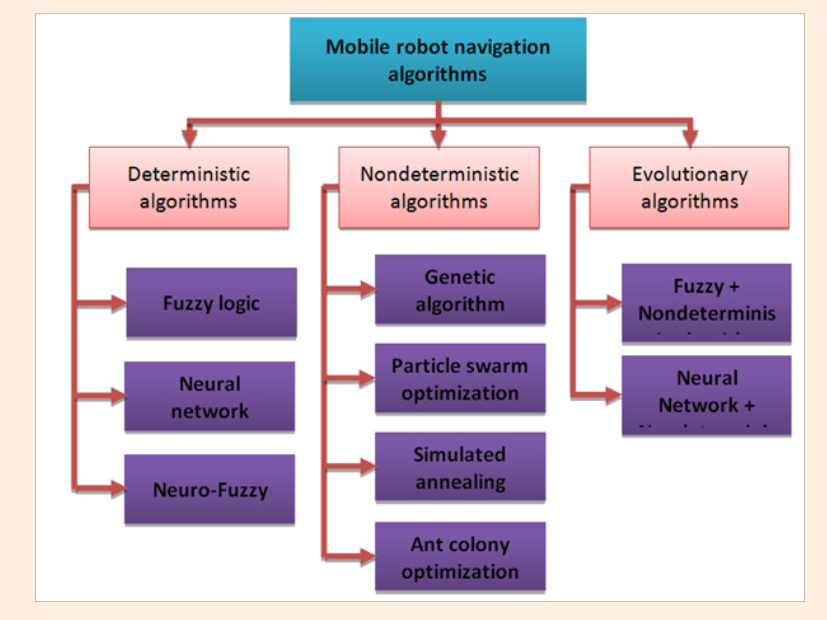 Mobile robot navigation
algorithms
Deterministic
algorithms
Fuzzy logic
Neural
network
Neuro-Fuzzy
Nondeterministic
algorithms
Genetic
algorithm
Particle swarm
optimization
Simulated
annealing
Ant colony
optimization
Evolutionary
algorithms
Fuzzy +
Nondeterminis
Neural
Network +